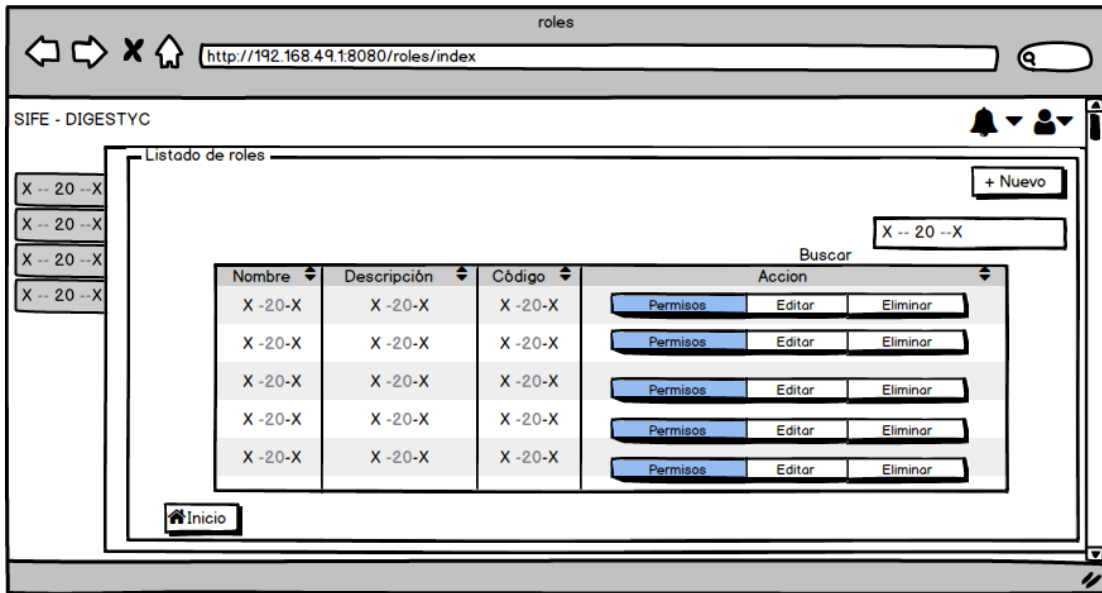 roles
http://192.168.49.1:8080/roles/index
SIFE - DIGESTYC
Listado de roles
+ Nuevo
X -- 20 --X
X -- 20 --X
X -- 20 --X
X -- 20 --X
X -- 20 --X
Buscar
Nombre Descripción Código Accion
X -20-X X -20-X X -20-X Permisos Editar Eliminar
X -20-X X -20-X X -20-X Permisos Editar Eliminar
X -20-X X -20-X X -20-X Permisos Editar Eliminar
X -20-X X -20-X X -20-X Permisos Editar Eliminar
X -20-X X -20-X X -20-X Permisos Editar Eliminar
Inicio